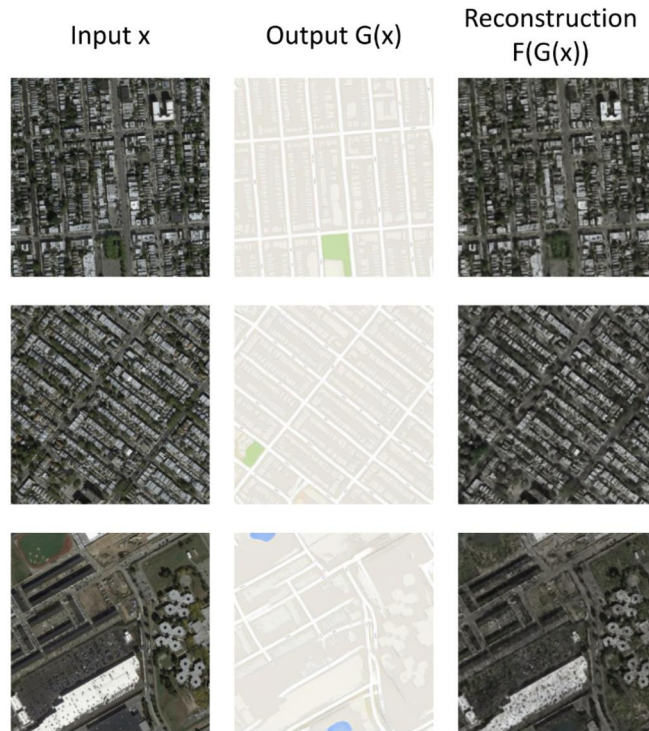 Input x
Output G(x)
Reconstruction
F(G(x))